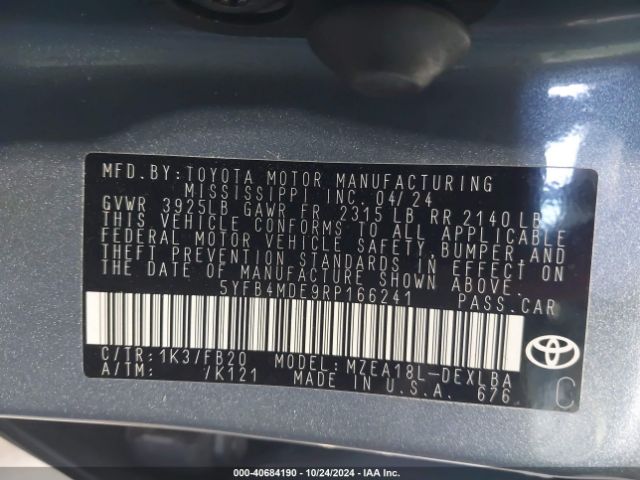 MFD.BY:TOYOTA MOTOR MANUFACTURING
MISSISSIPPI INC. 04/24
GVWR 3925LB GAWR FR 2315 LB RR 2140 LB
THIS VEHICLE CONFORMS TO ALL APPLICABLE
FEDERAL MOTOR VEHICLE SAFETY, BUMPER, AND
THEFT PREVENTION STANDARDS IN EFFECT ON
THE DATE OF MANUFACTURE SHOWN ABOVE.
5YFB4MDE9RP166241 PASS.CAR
C/TR: 1K3/FB20 MODEL: MZEA18L-DEXLBA
A/TM: /K121 MADE IN U.S.A. 676
C
000-40684190 - 10/24/2024 - IAA Inc.